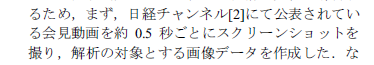 るため，まず，日経チャンネル[2]にて公表されてい
る会見動画を約 0.5 秒ごとにスクリーンショットを
撮り，解析の対象とする画像データを作成した．な